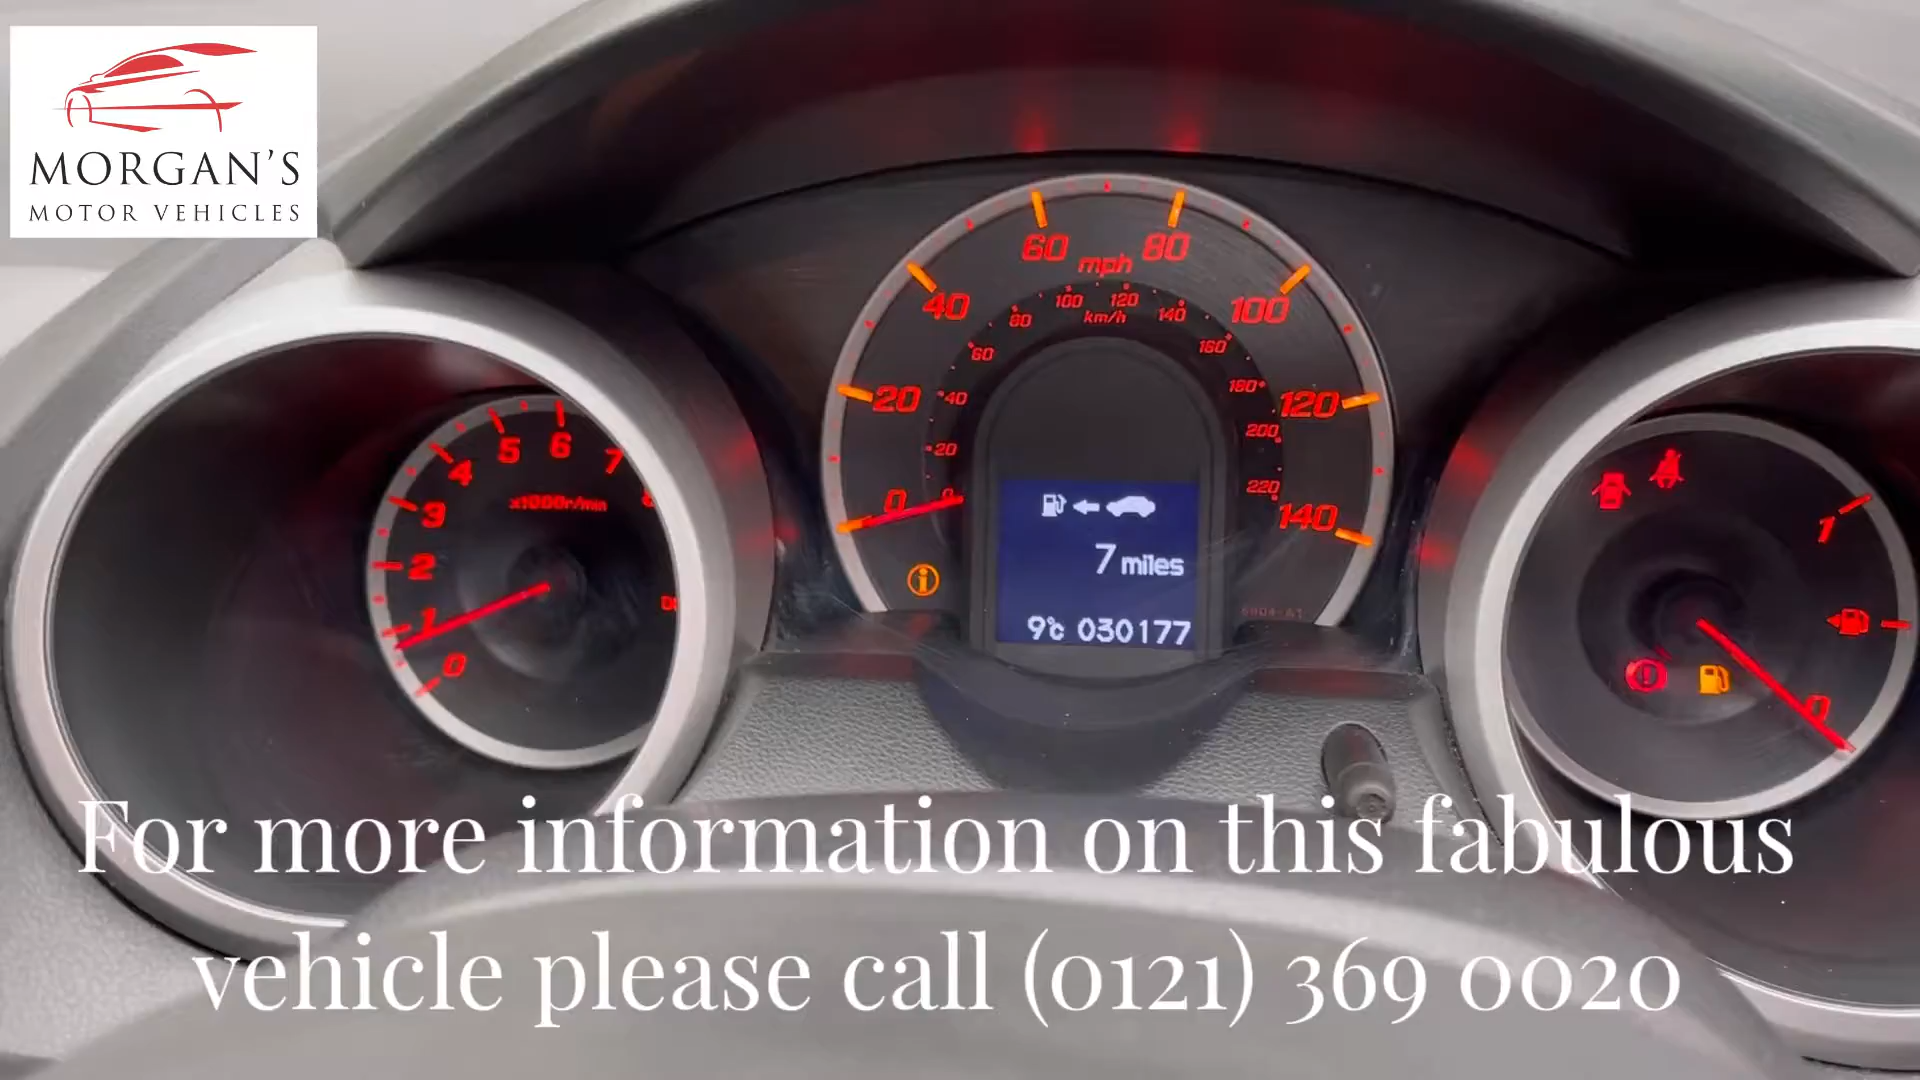 MORGAN'S
MOTOR VEHICLES
60 mph 80
40
100
20
120
0
140
100 120
80 km/h 140
60
160
40
180
20
200
0
220
5 6
4 7
3 x1000r/min
2
1
0
7 miles
9°C 030177
1
0
For more information on this fabulous
vehicle please call (0121) 369 0020